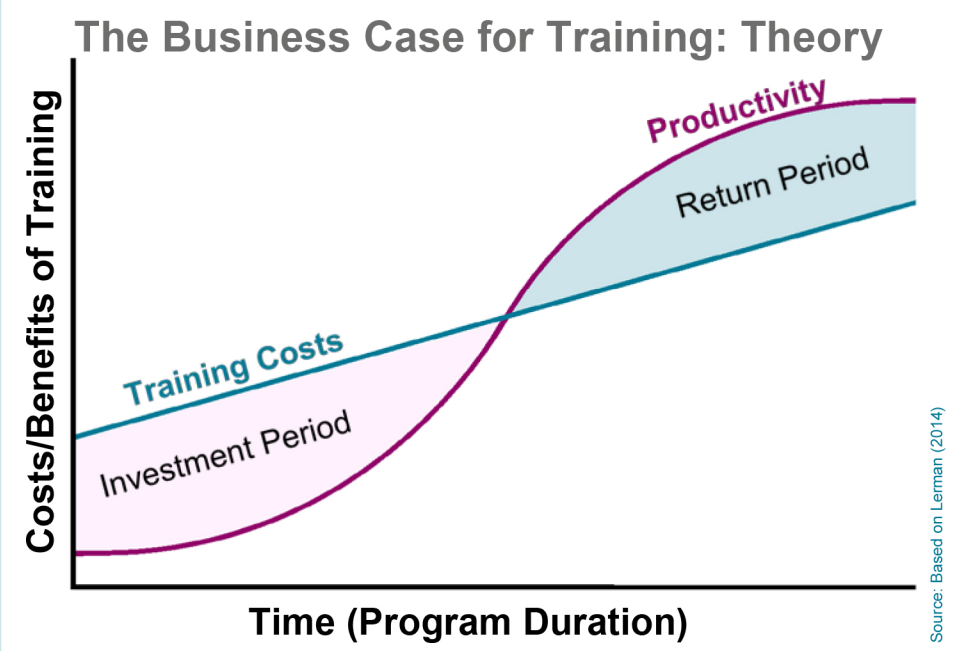 The Business Case for Training: Theory
Costs/Benefits of Training
Productivity
Return Period
Training Costs
Investment Period
Time (Program Duration)
Source: Based on Lerman (2014)